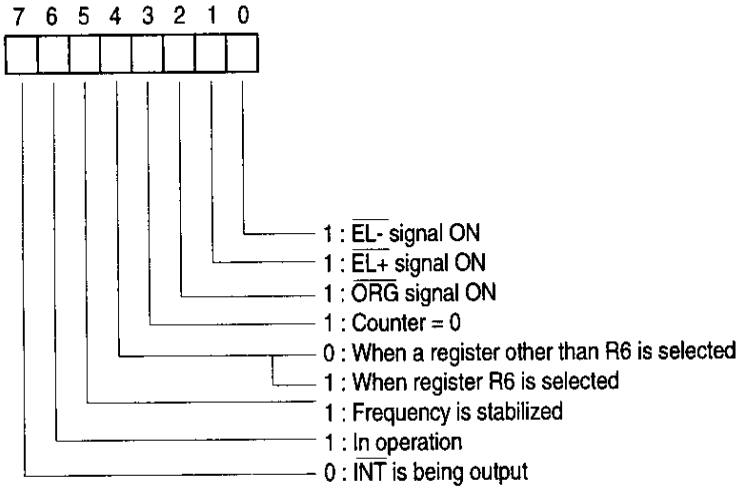 7 6 5 4 3 2 1 0
1 : EL- signal ON
1 : EL+ signal ON
1 : ORG signal ON
1 : Counter = 0
0 : When a register other than R6 is selected
1 : When register R6 is selected
1 : Frequency is stabilized
1 : In operation
0 : INT is being output